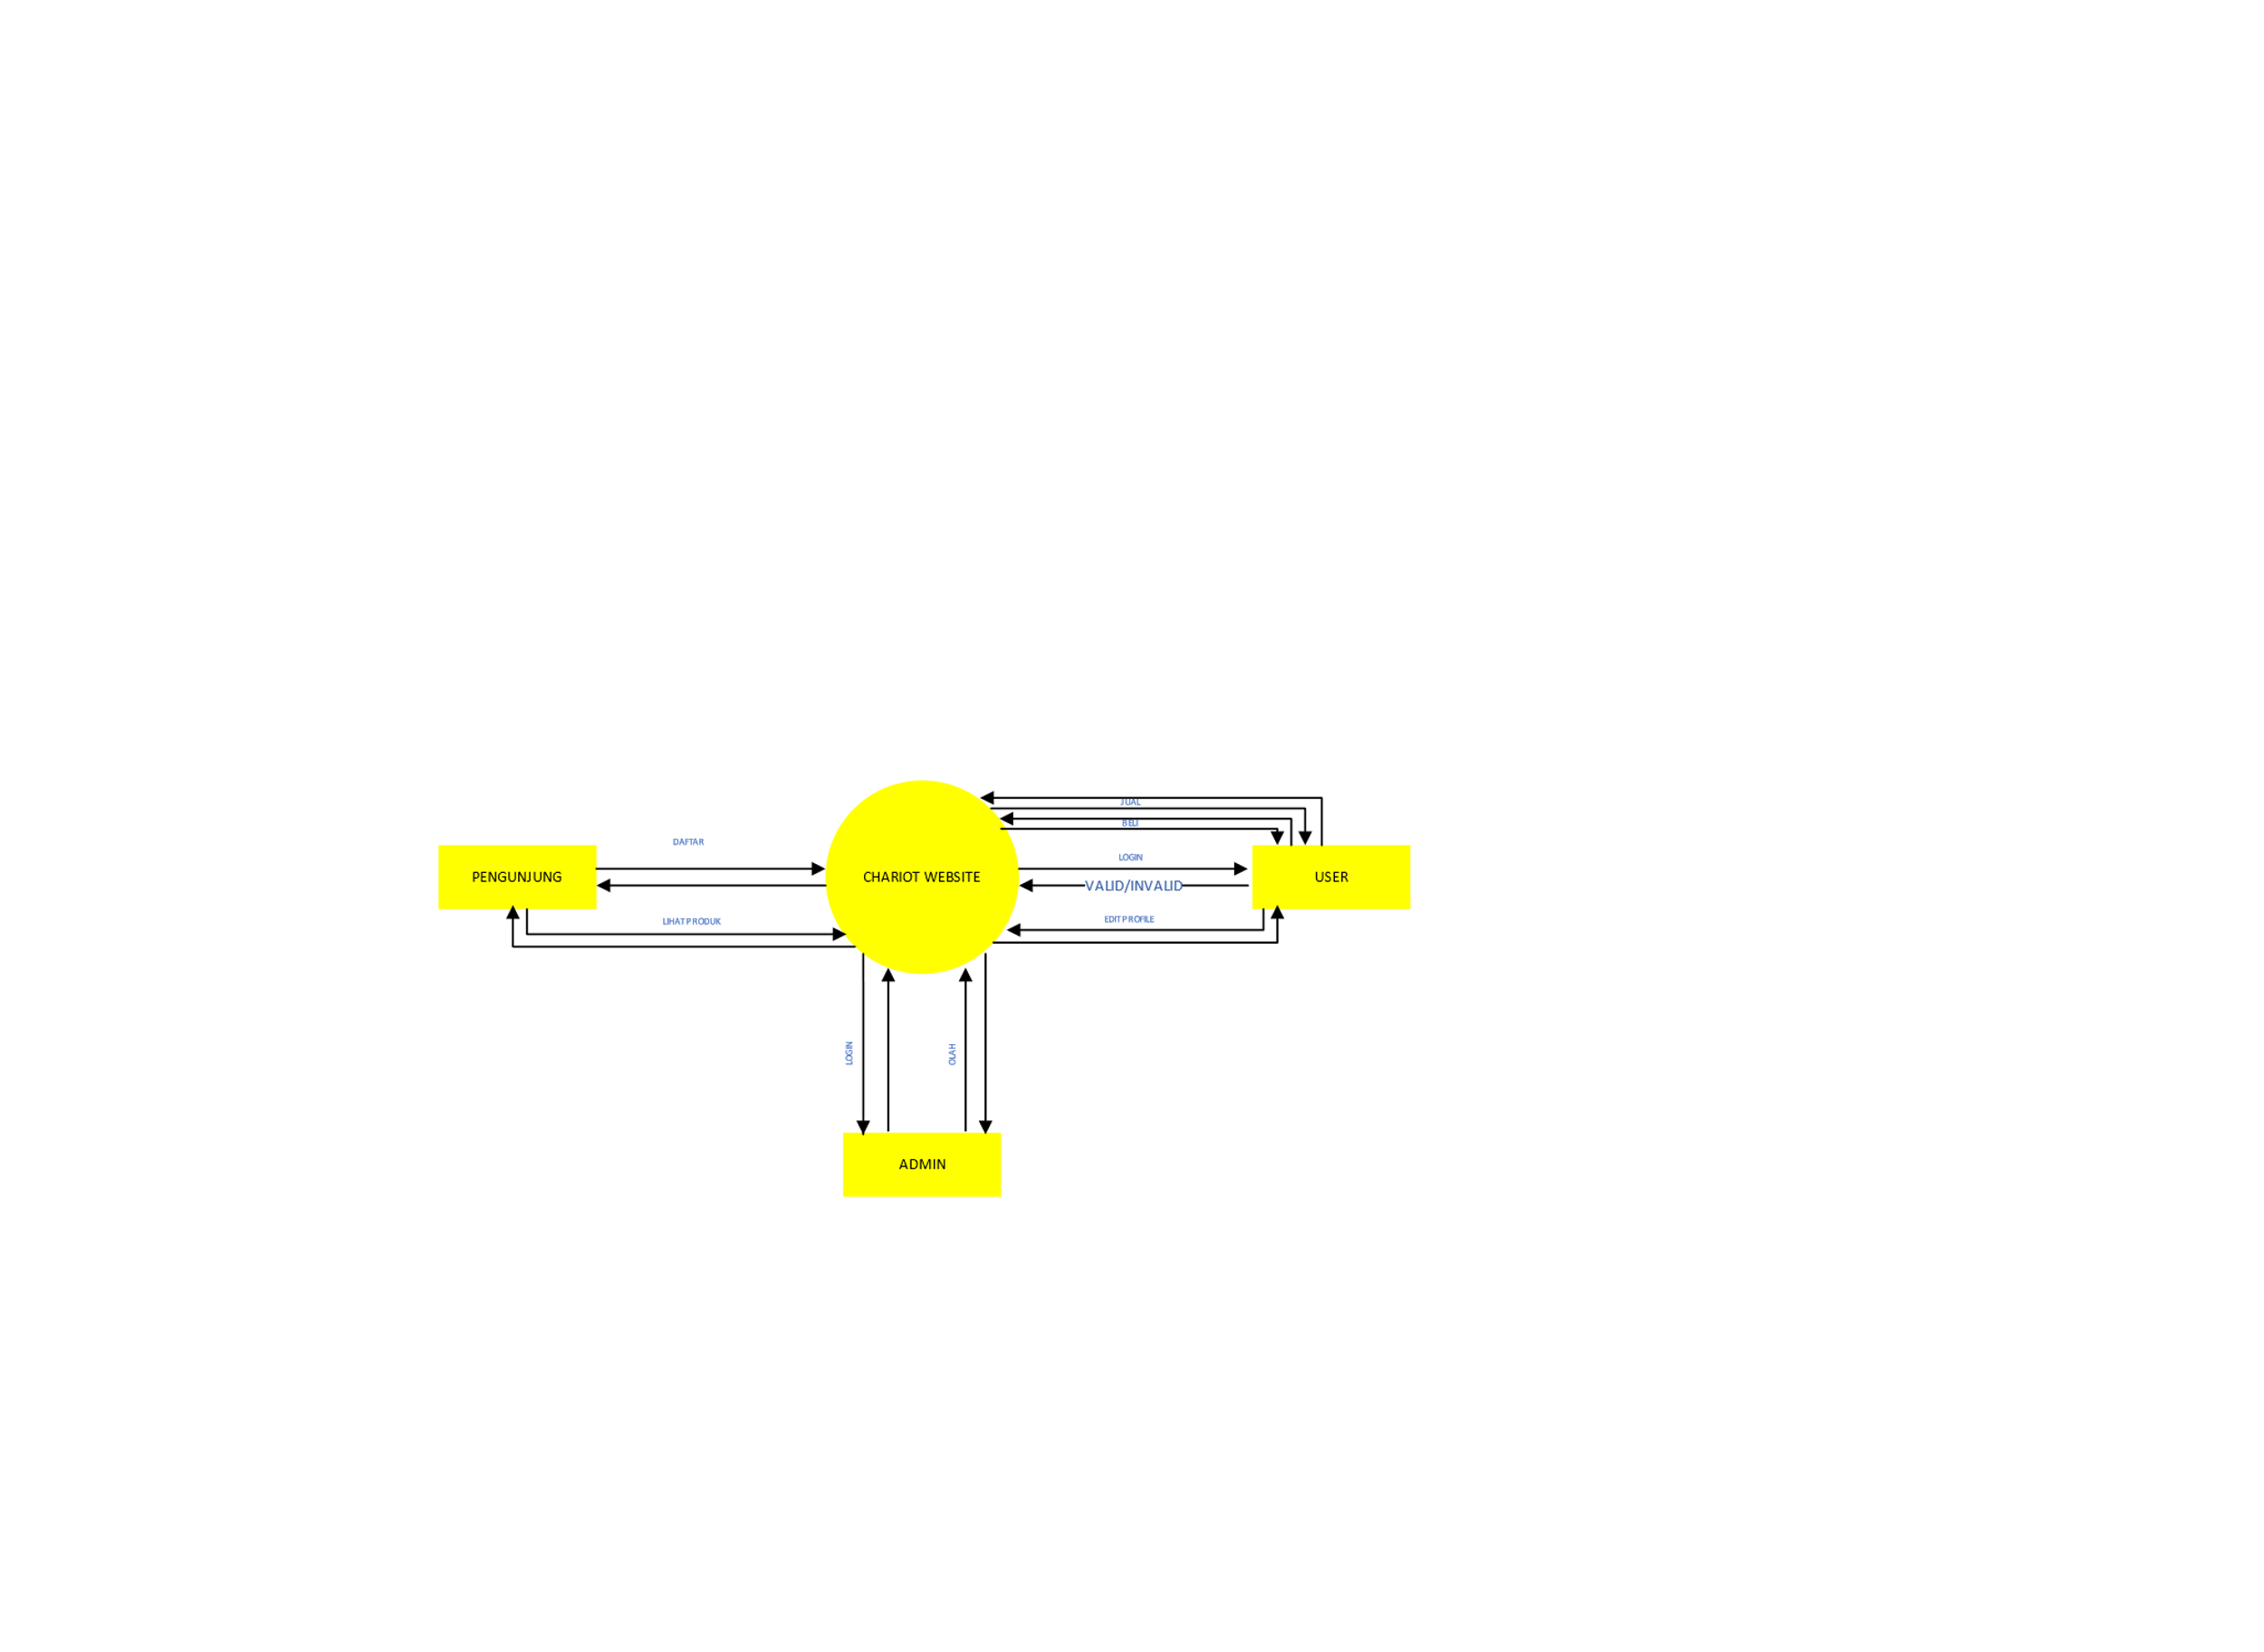 JUAL
BELI
DAFTAR
LOGIN
PENGUNJUNG
CHARIOT WEBSITE
VALID/INVALID
USER
LIHAT PRODUK
EDIT PROFILE
LOGIN
OLAH
ADMIN